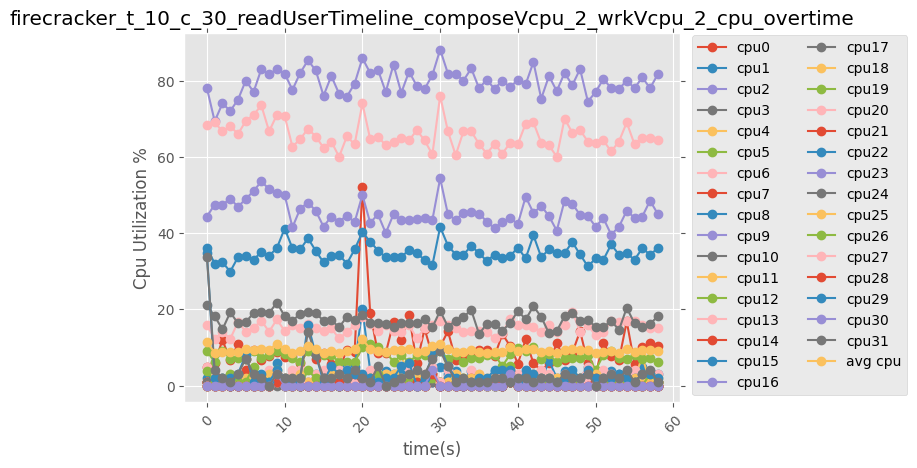 firecracker_t_10_c_30_readUserTimeline_composeVcpu_2_wrkVcpu_2_cpu_overtime
Cpu Utilization %
80
60
40
20
0
0
10
20
30
40
50
60
time(s)
cpu0
cpu1
cpu2
cpu3
cpu4
cpu5
cpu6
cpu7
cpu8
cpu9
cpu10
cpu11
cpu12
cpu13
cpu14
cpu15
cpu16
cpu17
cpu18
cpu19
cpu20
cpu21
cpu22
cpu23
cpu24
cpu25
cpu26
cpu27
cpu28
cpu29
cpu30
cpu31
avg cpu